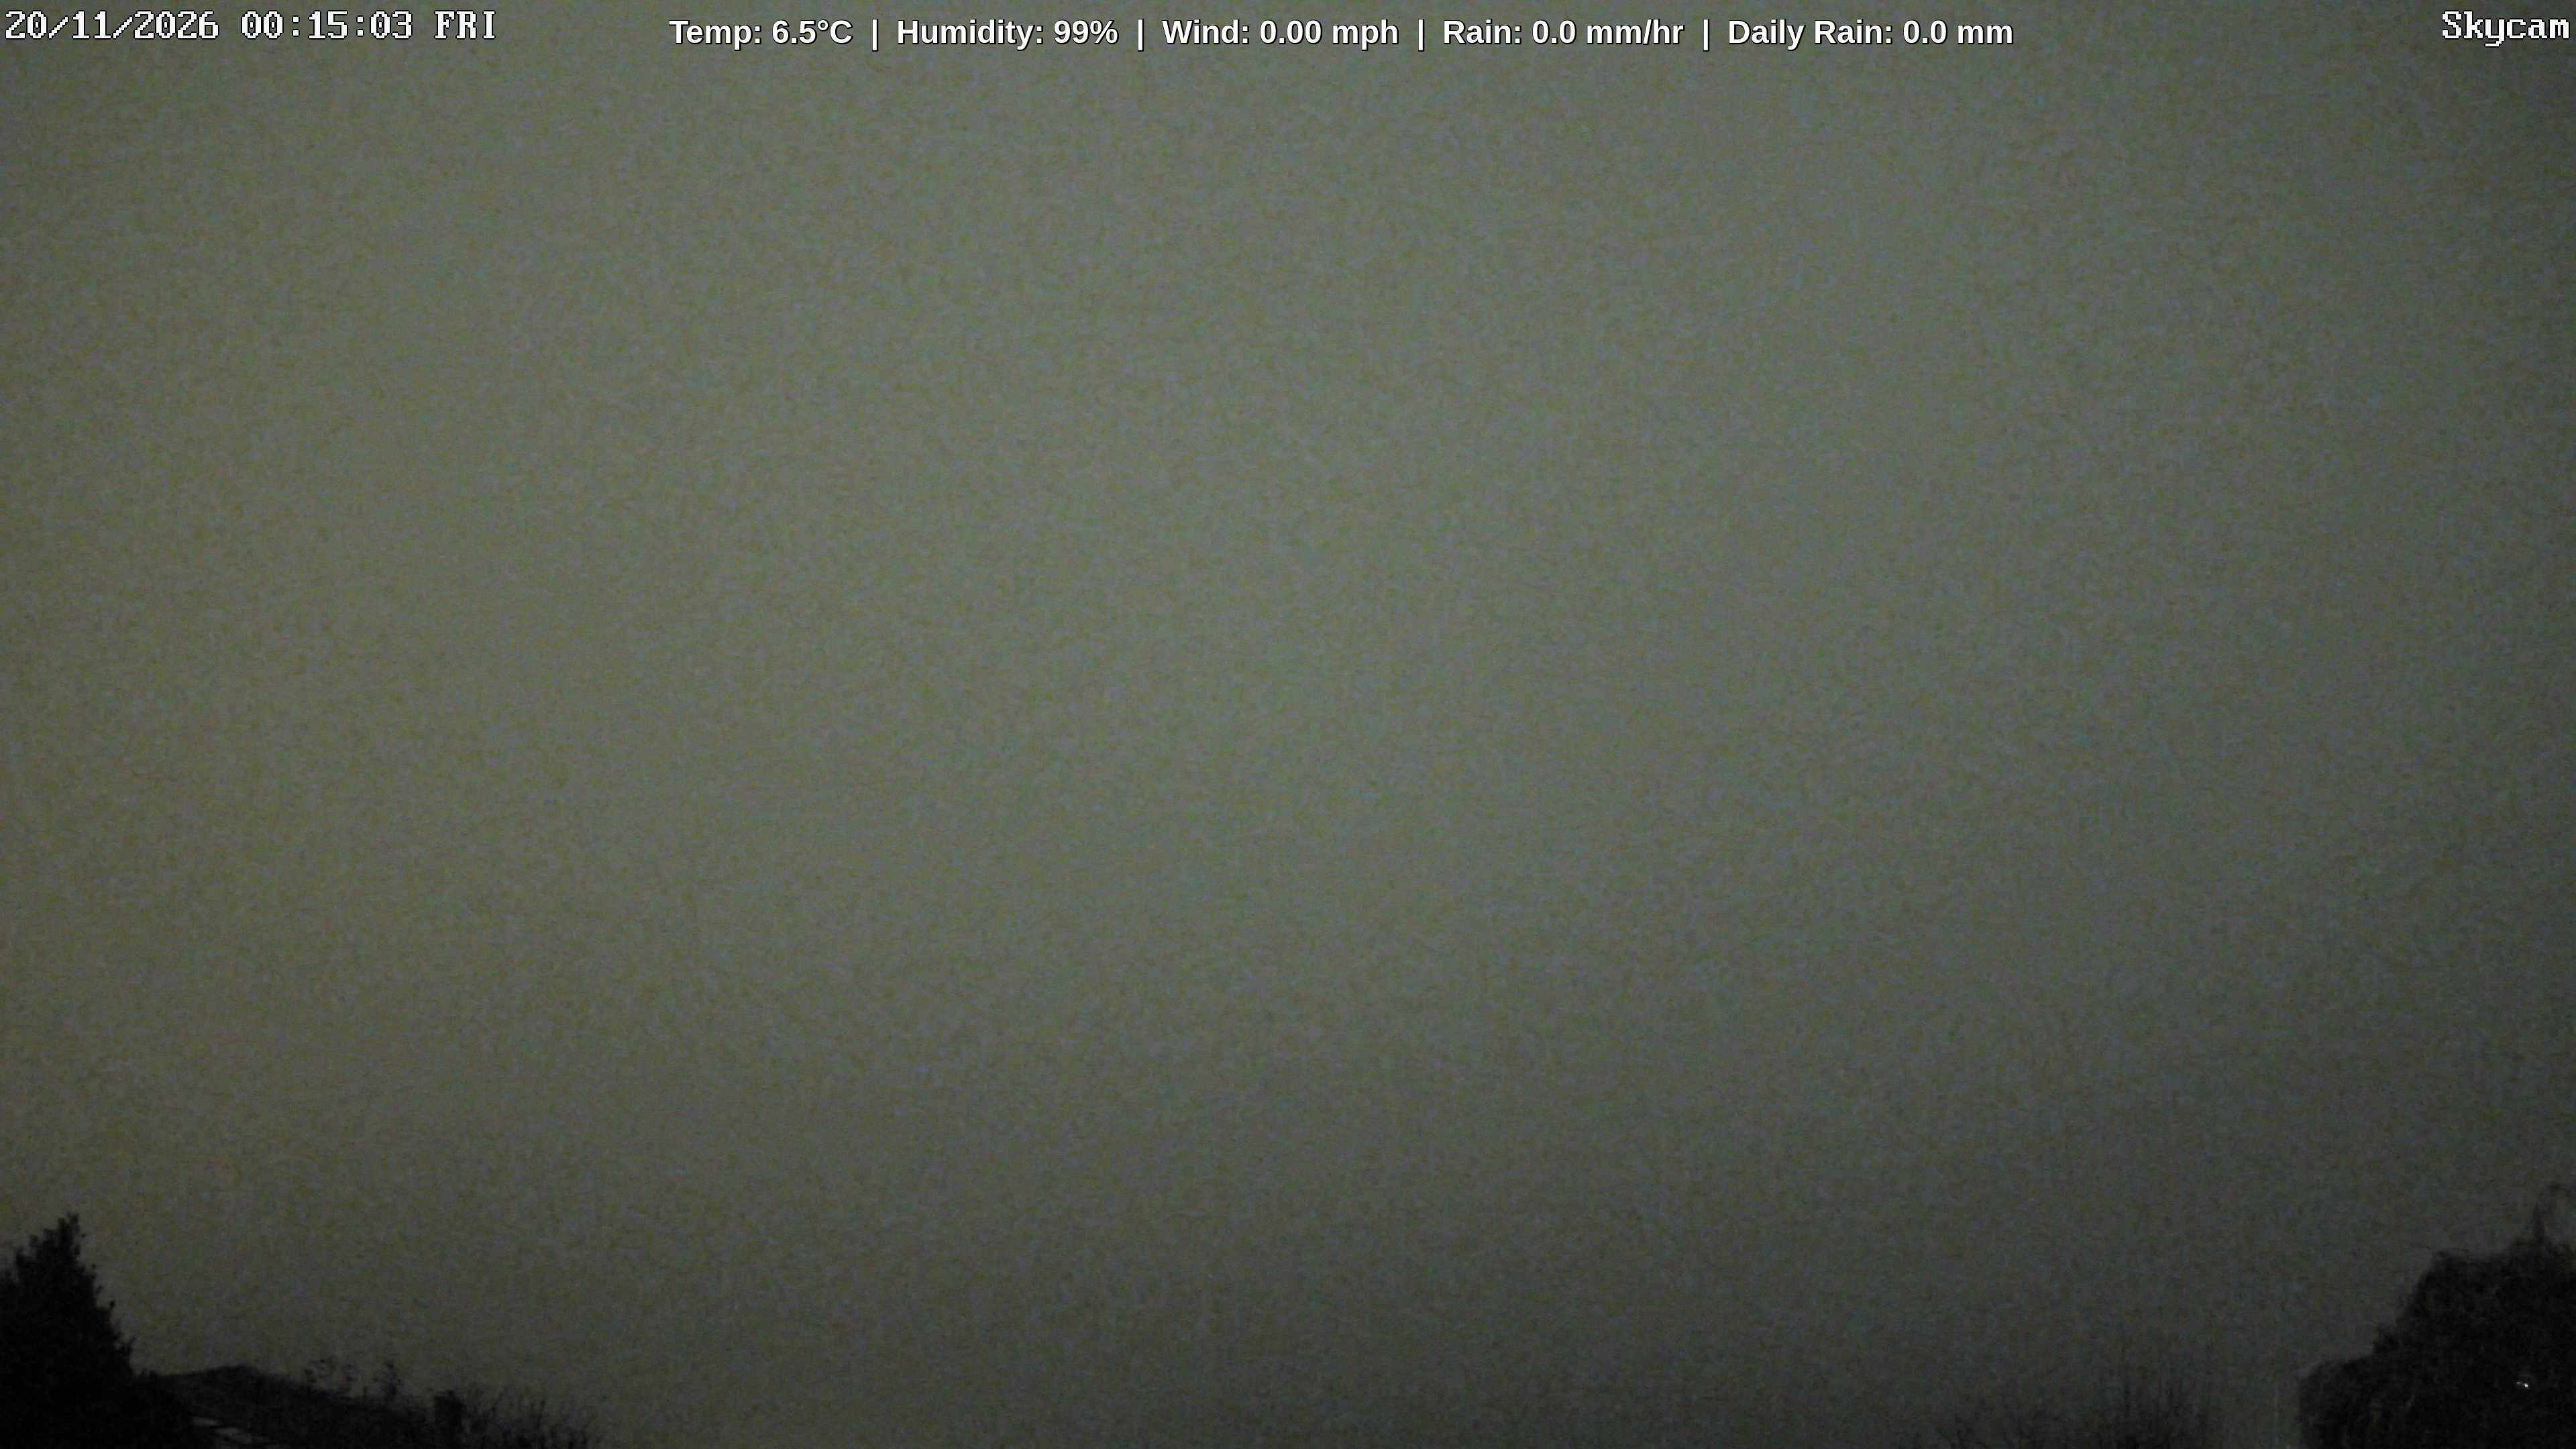 20/11/2026 00:15:03 FRI
Temp: 6.5°C | Humidity: 99% | Wind: 0.00 mph | Rain: 0.0 mm/hr | Daily Rain: 0.0 mm
Skycam